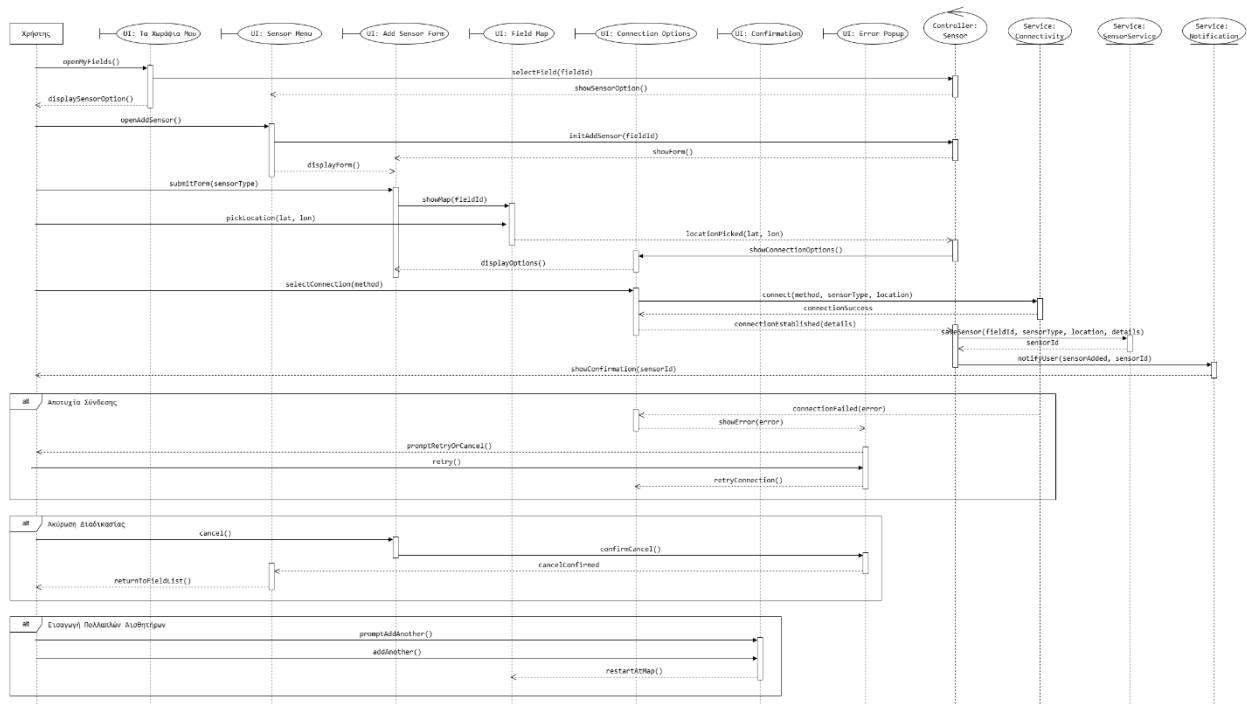 Χρήστης
UI: Τα Χωράφια Μου
UI: Sensor Menu
UI: Add Sensor Form
UI: Field Map
UI: Connection Options
UI: Confirmation
UI: Error Popup
Controller:
Sensor
Service:
Connectivity
Service:
SensorService
Service:
Notification
openMyFields()
selectField(fieldId)
showSensorOption()
displaySensorOption()
openAddSensor()
initAddSensor(fieldId)
showForm()
displayForm()
submitForm(sensorType)
showMap(fieldId)
pickLocation(lat, lon)
locationPicked(lat, lon)
showConnectionOptions()
displayOptions()
selectConnection(method)
connect(method, sensorType, location)
connectionSuccess
connectionEstablished(details)
saveSensor(fieldId, sensorType, location, details)
sensorId
notifyUser(sensorAdded, sensorId)
showConfirmation(sensorId)
alt Αποτυχία Σύνδεσης
connectionFailed(error)
showError(error)
promptRetryOrCancel()
retry()
retryConnection()
alt Ακύρωση Διαδικασίας
cancel()
confirmCancel()
cancelConfirmed
returnToFieldList()
alt Εισαγωγή Πολλαπλών Αισθητήρων
promptAddAnother()
addAnother()
restartAtMap()